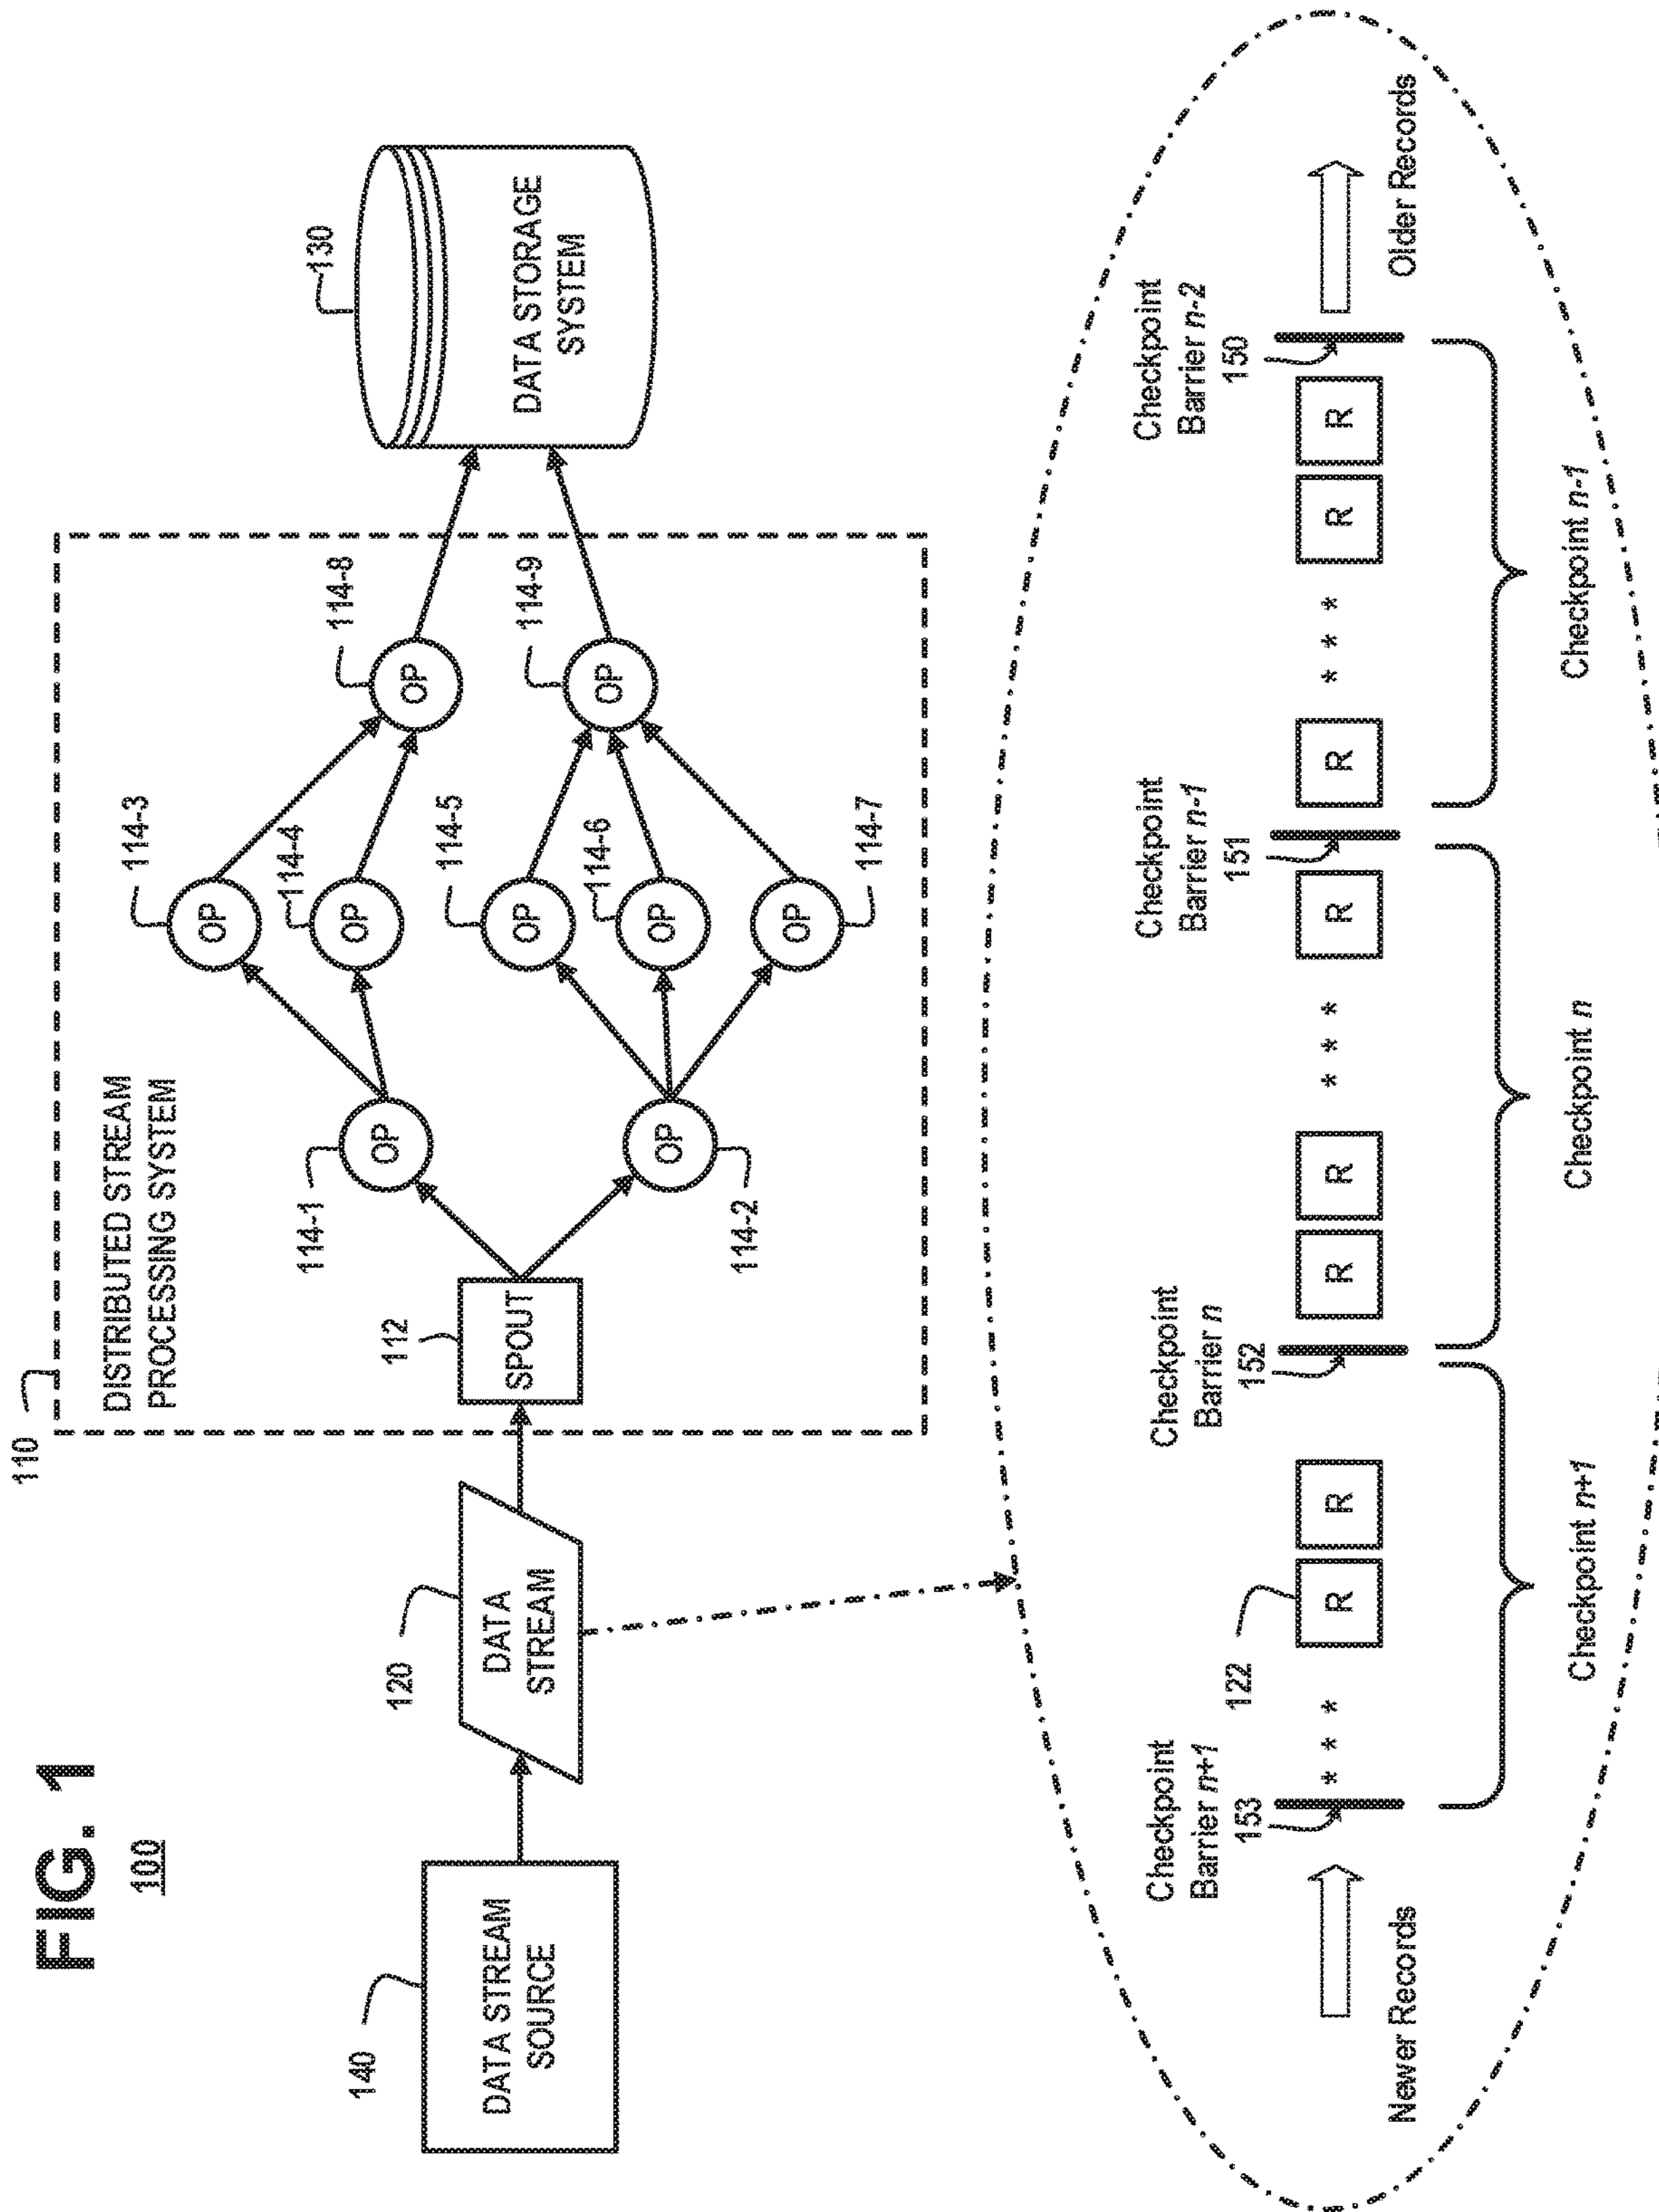 FIG. 1
100
110
DISTRIBUTED STREAM
PROCESSING SYSTEM
140
DATA STREAM
SOURCE
120
DATA
STREAM
112
SPOUT
114-1
OP
114-2
OP
114-3
OP
114-4
OP
114-5
OP
114-6
OP
114-7
OP
114-8
OP
114-9
OP
130
DATA STORAGE
SYSTEM
Newer Records
Checkpoint
Barrier n+1
153
* * * *
122
R
R
Checkpoint n+1
Checkpoint
Barrier n
152
R
R
* * *
R
Checkpoint n
Checkpoint
Barrier n-1
151
R
* * *
R
R
Checkpoint n-1
Checkpoint
Barrier n-2
150
Older Records